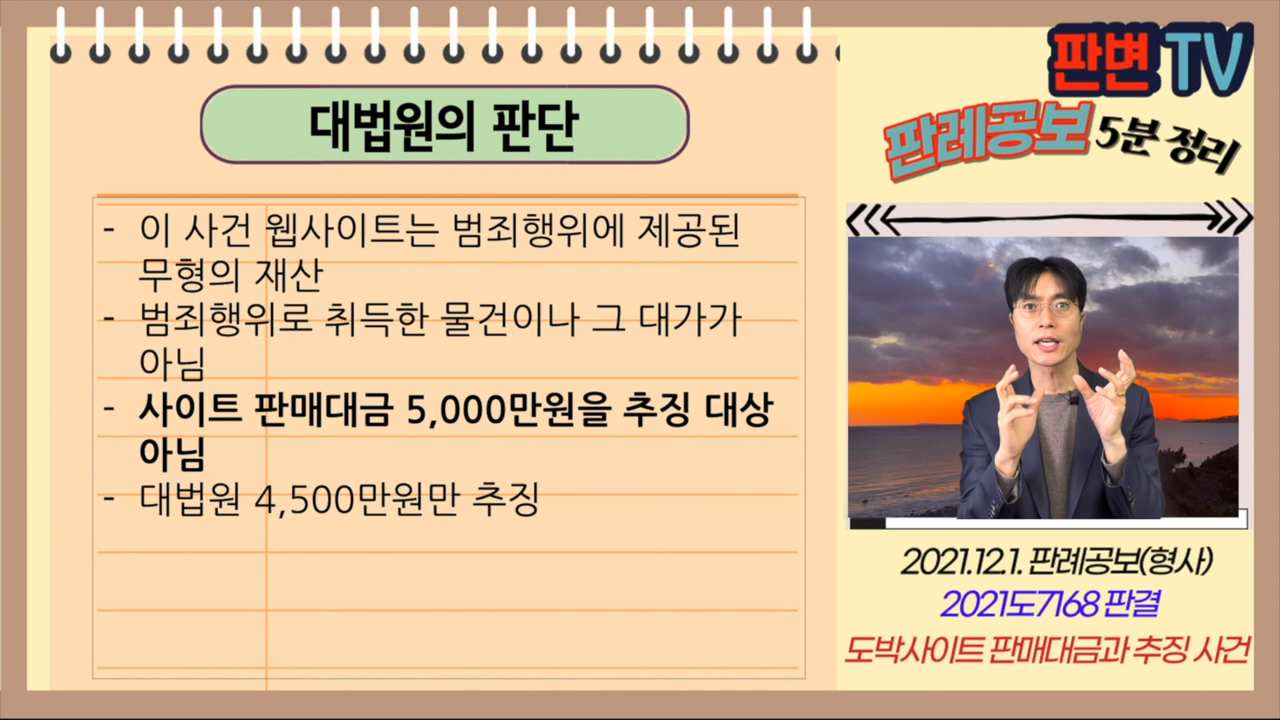 대법원의 판단
- 이 사건 웹사이트는 범죄행위에 제공된
무형의 재산
- 범죄행위로 취득한 물건이나 그 대가가
아님
- 사이트 판매대금 5,000만원을 추징 대상
아님
- 대법원 4,500만원만 추징
판변 TV
판례공보 5분 정리
2021.12.1. 판례공보(형사)
2021도7168 판결
도박사이트 판매대금과 추징 사건